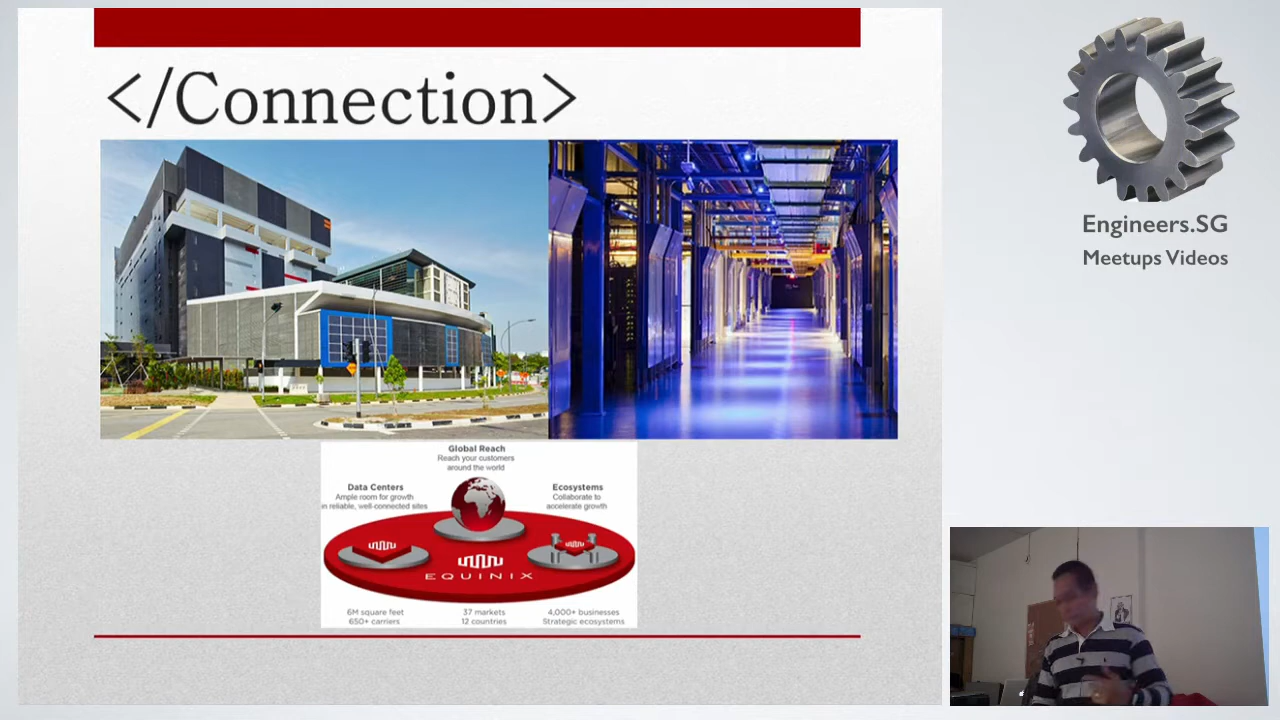 </Connection>
Global Reach
Reach your customers
around the world
Data Centers
Ample room for growth
in reliable, well-connected sites
Ecosystems
Collaborate to
accelerate growth
EQUINIX
6M square feet
650+ carriers
37 markets
12 countries
4,000+ businesses
Strategic ecosystems
Engineers.SG
Meetups Videos